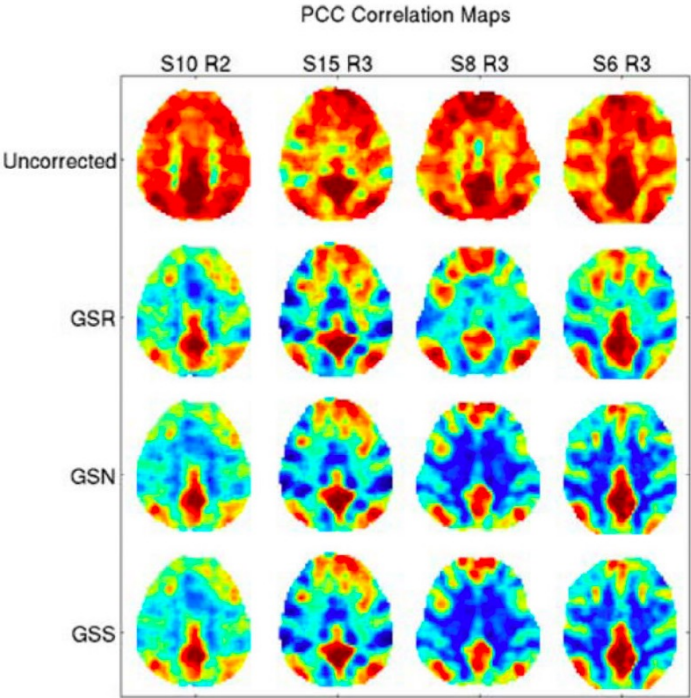 PCC Correlation Maps
S10 R2 S15 R3 S8 R3 S6 R3
Uncorrected
GSR
GSN
GSS